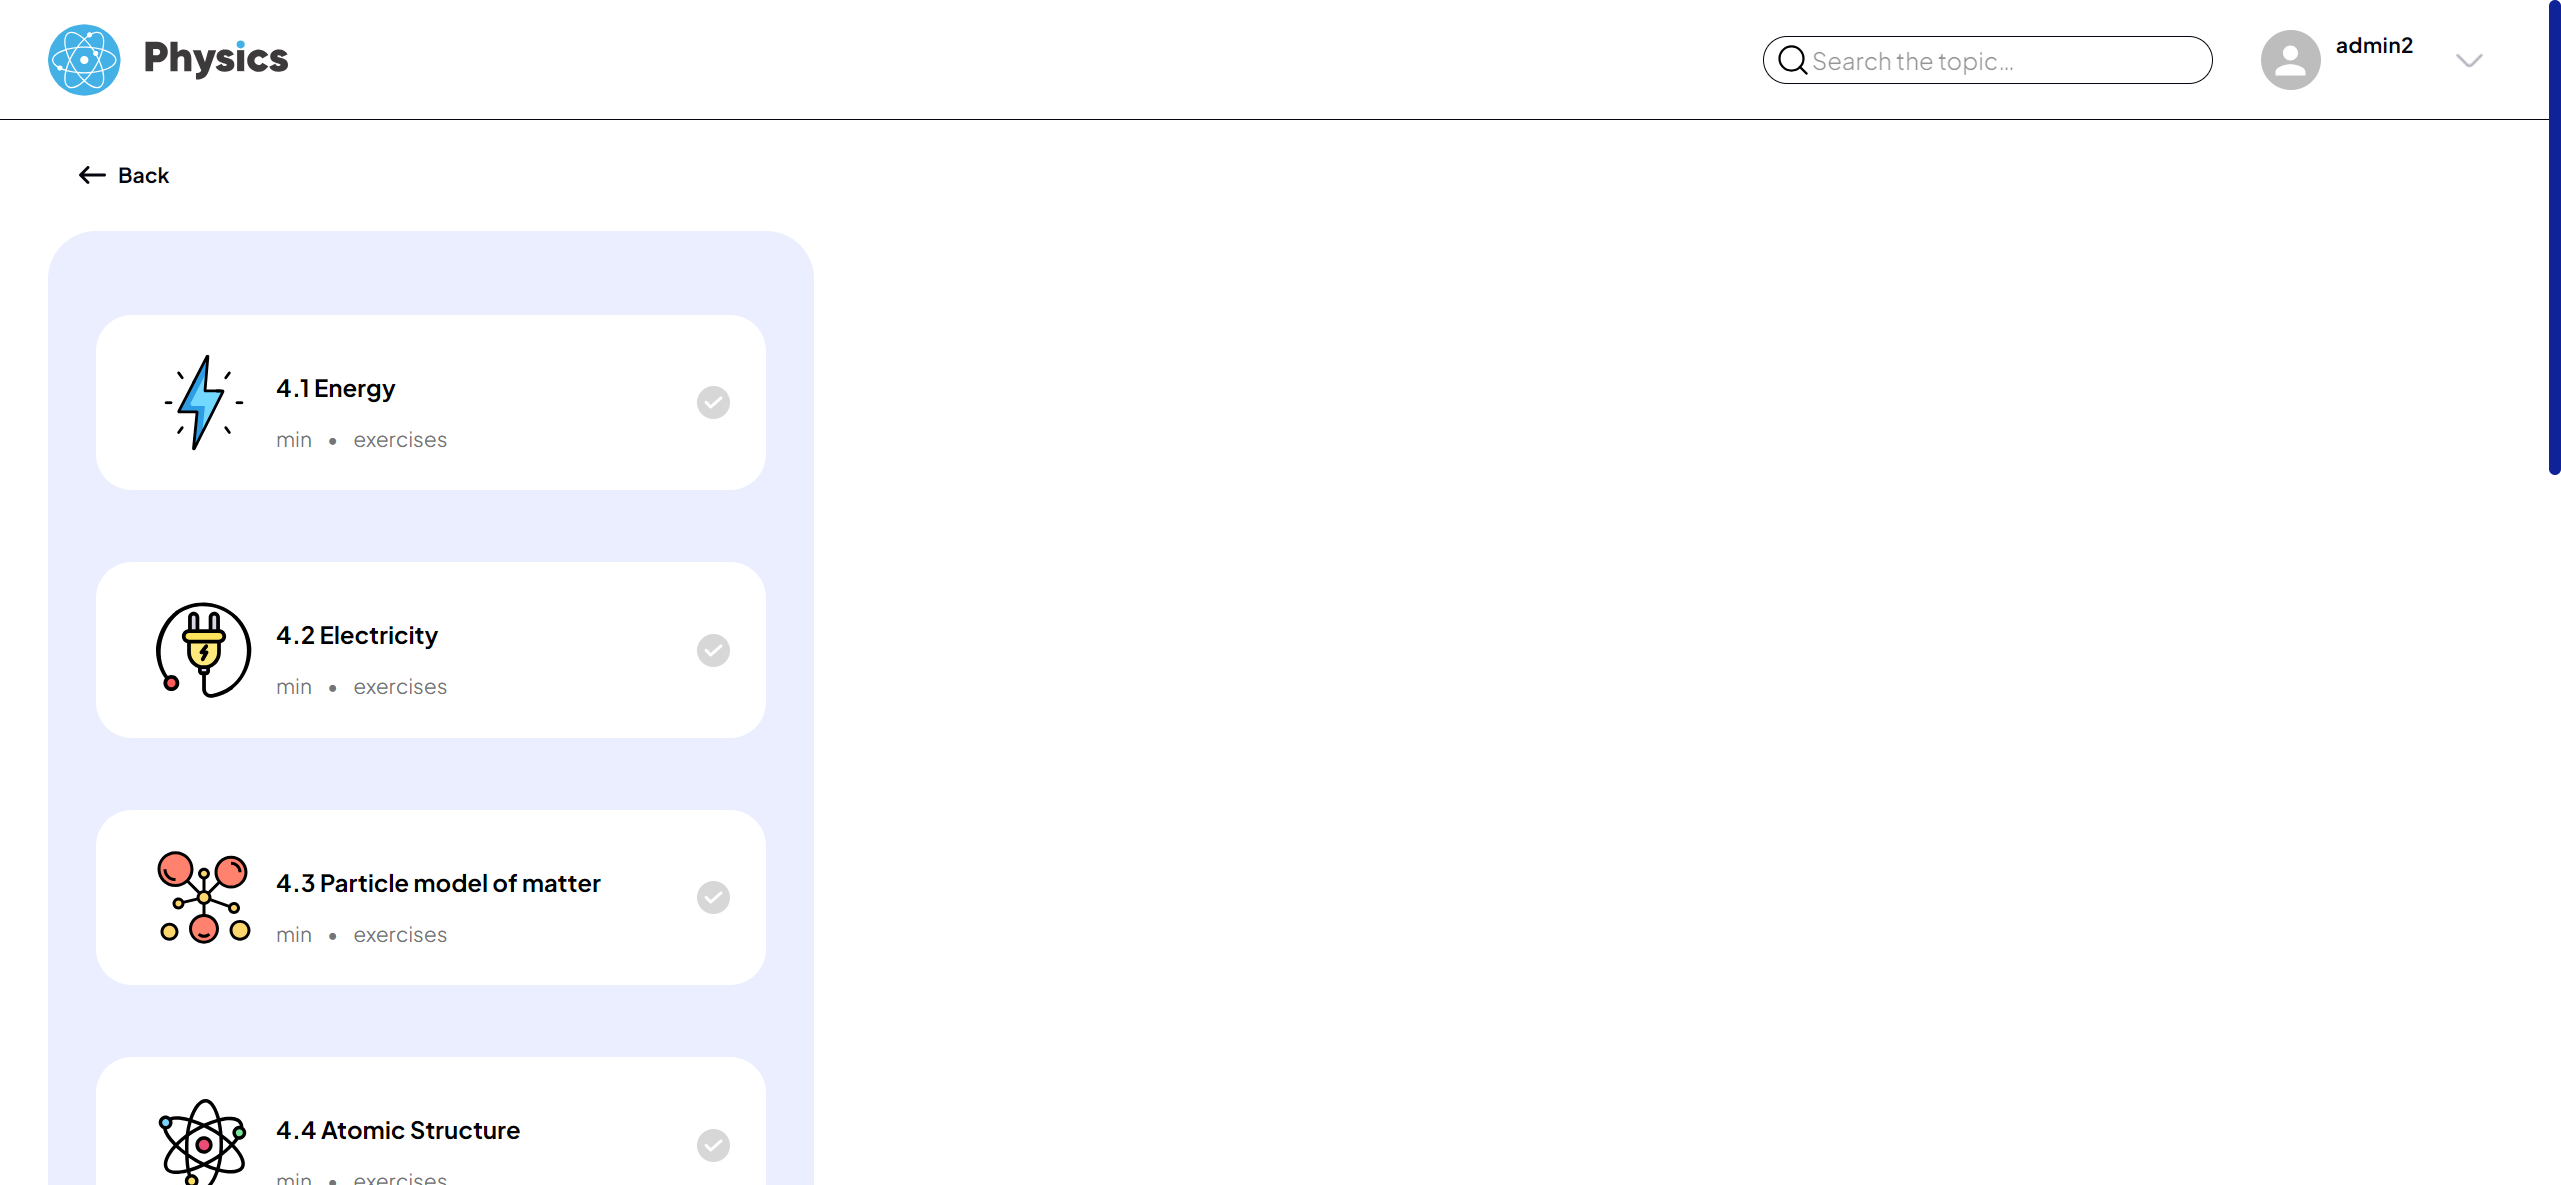 Physics
Search the topic...
admin2
Back
4.1 Energy
min • exercises
4.2 Electricity
min • exercises
4.3 Particle model of matter
min • exercises
4.4 Atomic Structure
min • exercises